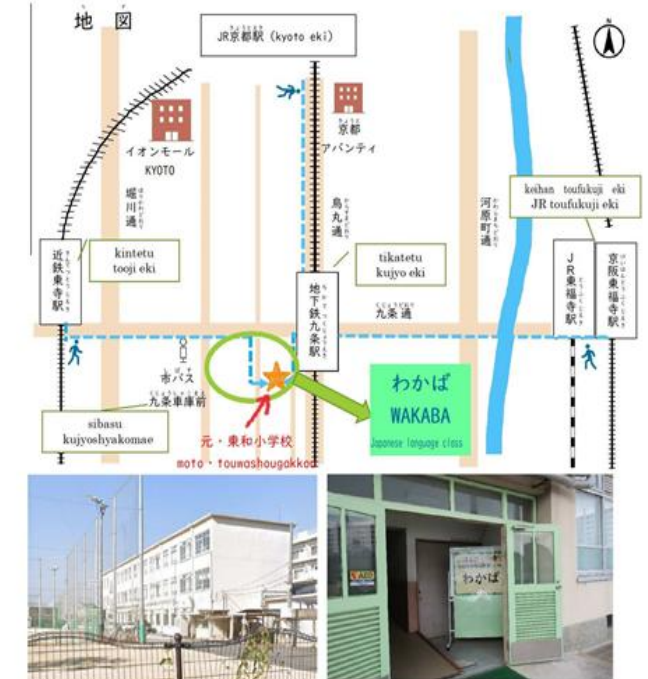 地 図
JR京都駅 (kyoto eki)
イオンモール
KYOTO
京都
アバンティ
堀川通
烏丸通
河原町通
keihan toufukuji eki
JR toufukuji eki
近鉄東寺駅
kintetu
tooji eki
tikatetu
kujyo eki
地下鉄九条駅
九条通
JR東福寺駅
京阪東福寺駅
市バス
九条車庫前
sibasu
kujyoshyakomae
わかば
WAKABA
Japanese language class
元・東和小学校
moto・toumashougakkou
AED
わかば